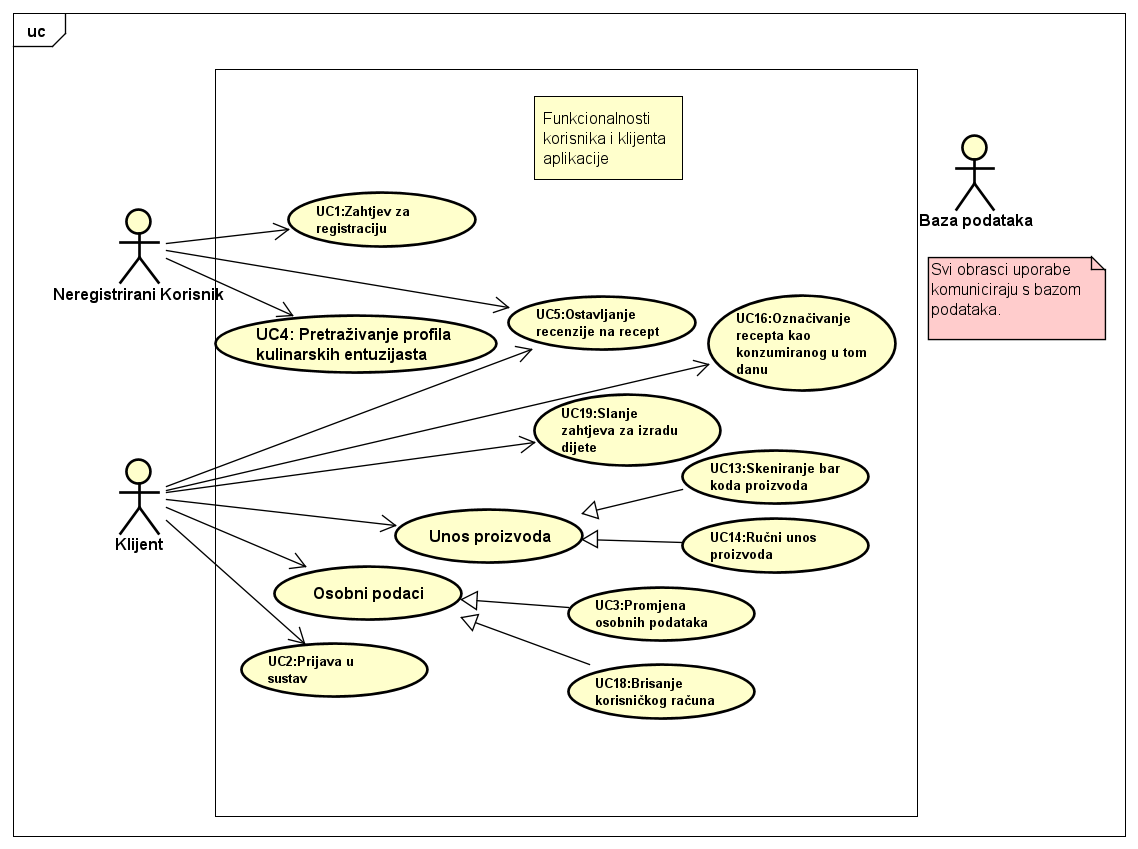 uc
Funkcionalnosti
korisnika i klijenta
aplikacije
Baza podataka
Svi obrasci uporabe
komuniciraju s bazom
podataka.
Neregistrirani Korisnik
UC1:Zahtjev za
registraciju
UC4: Pretraživanje profila
kulinarskih entuzijasta
UC5:Ostavljanje
recenzije na recept
UC16:Označivanje
recepta kao
konzumiranog u tom
danu
UC19:Slanje
zahtjeva za izradu
dijete
UC13:Skeniranje bar
koda proizvoda
Klijent
Unos proizvoda
UC14:Ručni unos
proizvoda
Osobni podaci
UC3:Promjena
osobnih podataka
UC2:Prijava u
sustav
UC18:Brisanje
korisničkog računa